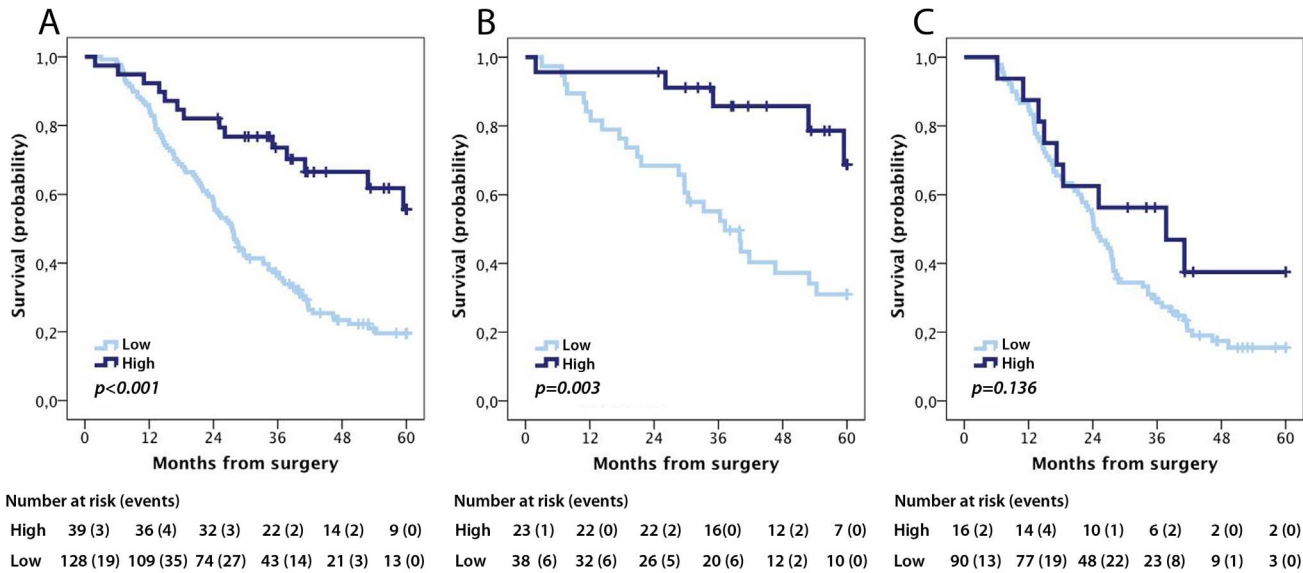 A
1,0
0,8
0,6
0,4
0,2
0,0
Survival (probability)
Low
High
p<0.001
0 12 24 36 48 60
Months from surgery
Number at risk (events)
High 39 (3) 36 (4) 32 (3) 22 (2) 14 (2) 9 (0)
Low 128 (19) 109 (35) 74 (27) 43 (14) 21 (3) 13 (0)
B
1,0
0,8
0,6
0,4
0,2
0,0
Survival (probability)
Low
High
p=0.003
0 12 24 36 48 60
Months from surgery
Number at risk (events)
High 23 (1) 22 (0) 22 (2) 16(0) 12 (2) 7 (0)
Low 38 (6) 32 (6) 26 (5) 20 (6) 12 (2) 10 (0)
C
1,0
0,8
0,6
0,4
0,2
0,0
Survival (probability)
Low
High
p=0.136
0 12 24 36 48 60
Months from surgery
Number at risk (events)
High 16 (2) 14 (4) 10 (1) 6 (2) 2 (0) 2 (0)
Low 90 (13) 77 (19) 48 (22) 23 (8) 9 (1) 3 (0)